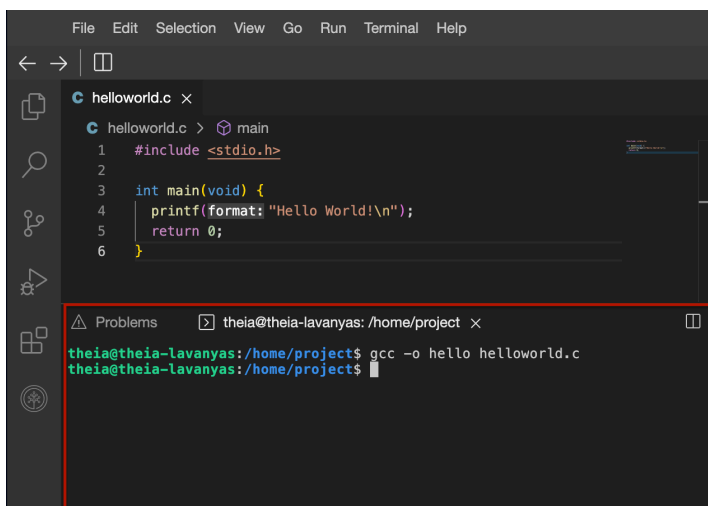 File Edit Selection View Go Run Terminal Help
C helloworld.c ×
C helloworld.c > main
1 #include <stdio.h>
2
3 int main(void) {
4 printf(format: "Hello World!\n");
5 return 0;
6 }
Problems theia@theia-lavanyas: /home/project ×
theia@theia-lavanyas:/home/project$ gcc -o hello helloworld.c
theia@theia-lavanyas:/home/project$